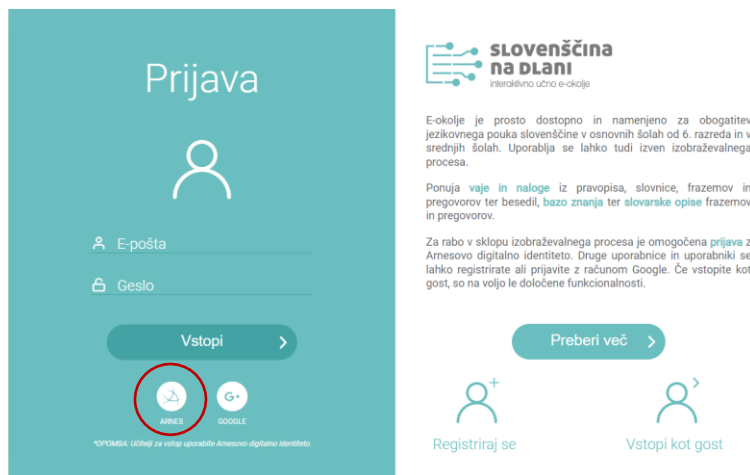 Prijava
E-pošta
Geslo
Vstopi
ARNES
G+
GOOGLE
*OPOMBA: Učitelji za vstop uporabite Arnesovo digitalno identiteto.
SLOVENŠČINA
NA DLANI
interaktivno učno e-okolje
E-okolje je prosto dostopno in namenjeno za obogatitev
jezikovnega pouka slovenščine v osnovnih šolah od 6. razreda in v
srednjih šolah. Uporablja se lahko tudi izven izobraževalnega
procesa.
Ponuja vaje in naloge iz pravopisa, slovnice, frazemov in
pregovorov ter besedil, bazo znanja ter slovarske opise frazemov
in pregovorov.
Za rabo v sklopu izobraževalnega procesa je omogočena prijava z
Arnesovo digitalno identiteto. Druge uporabnice in uporabniki se
lahko registrirate ali prijavite z računom Google. Če vstopite kot
gost, so na voljo le določene funkcionalnosti.
Preberi več
Registriraj se
Vstopi kot gost